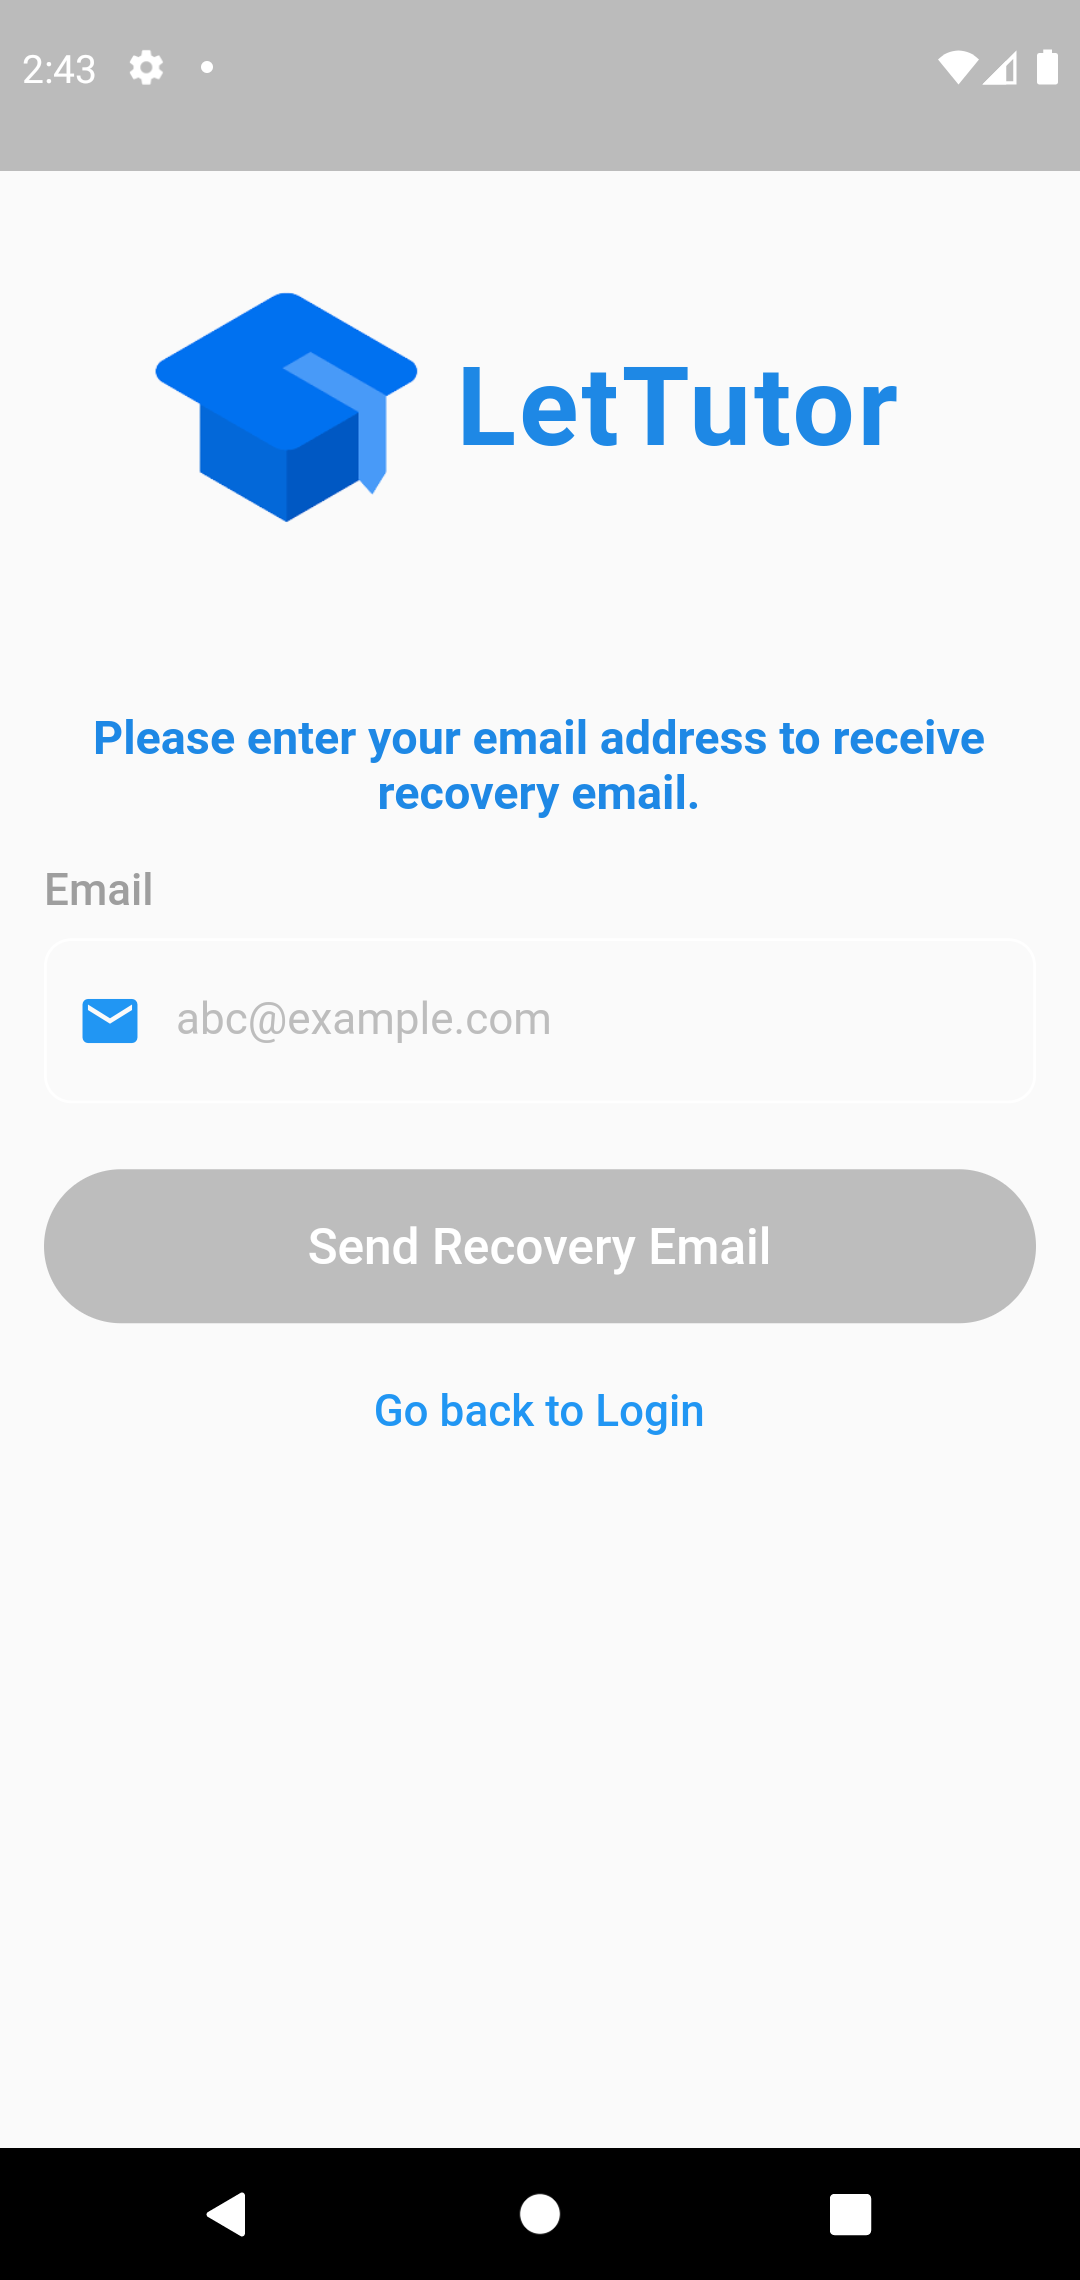 2:43
LetTutor
Please enter your email address to receive
recovery email.
Email
abc@example.com
Send Recovery Email
Go back to Login